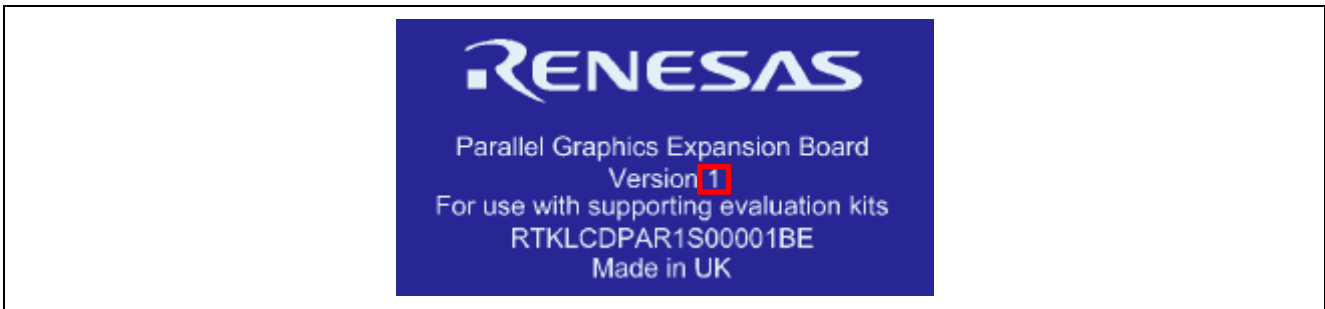 RENESAS
Parallel Graphics Expansion Board
Version 1
For use with supporting evaluation kits
RTKLCDPAR1S00001BE
Made in UK